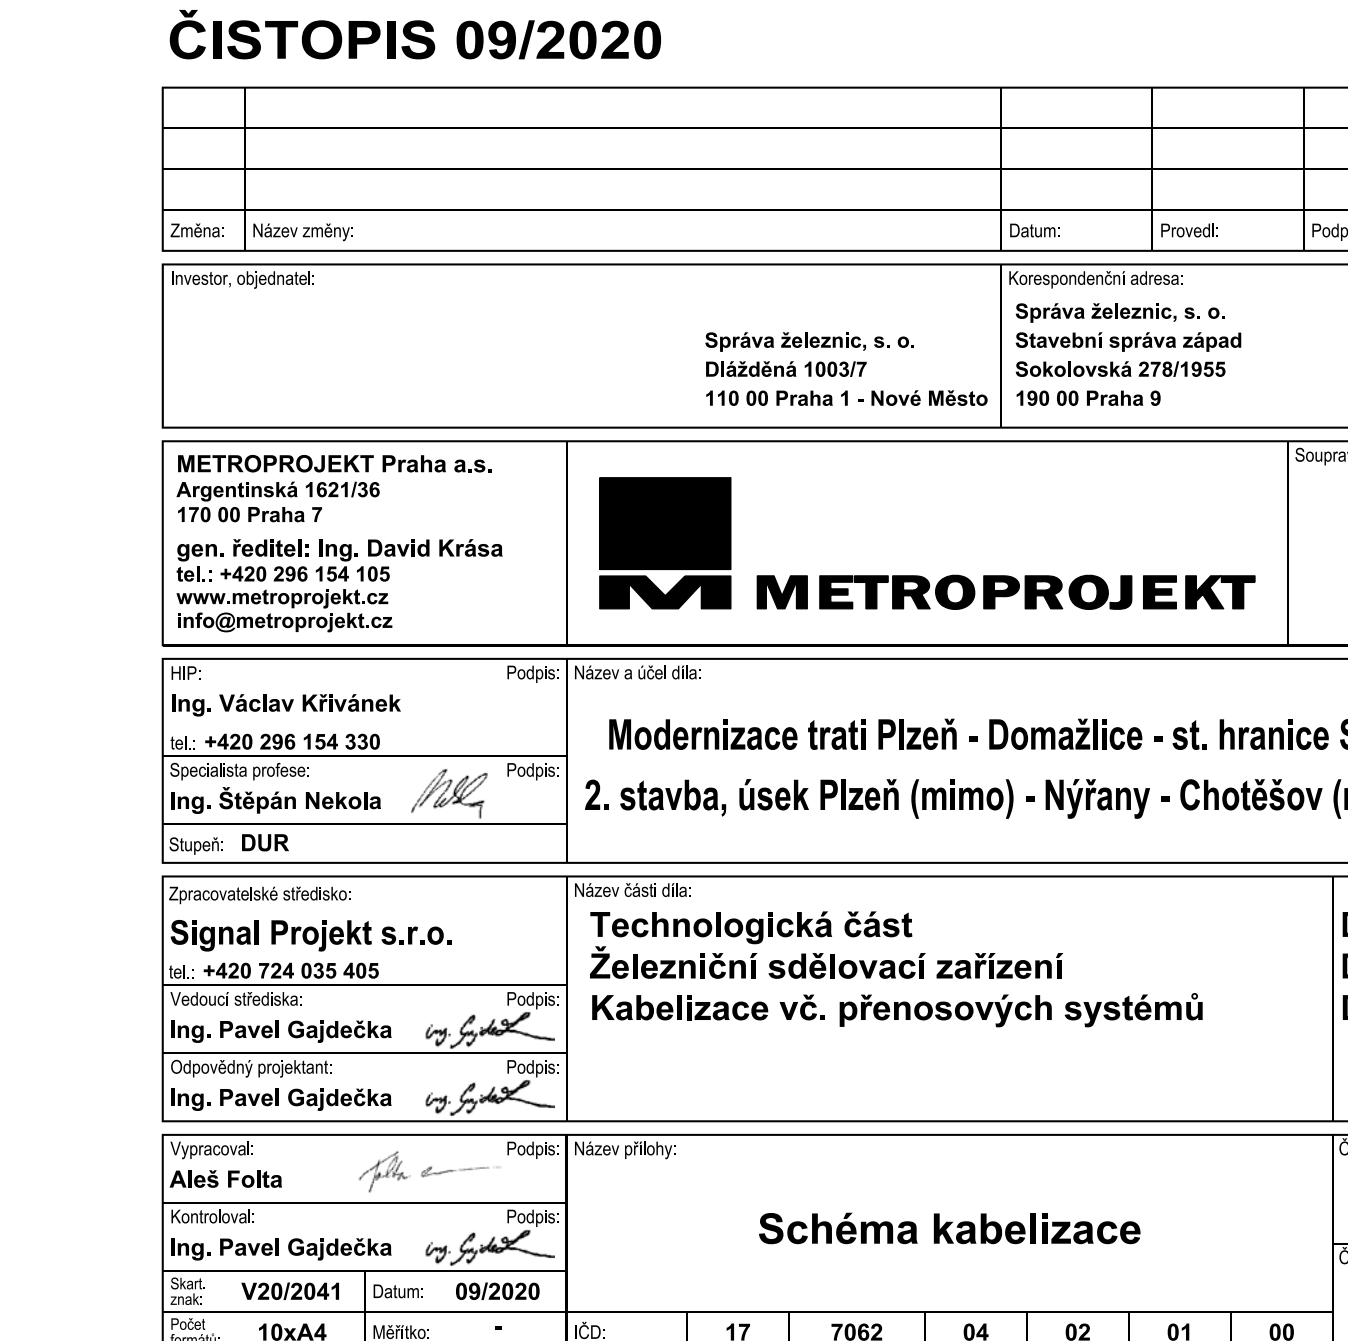 ČISTOPIS 09/2020
Změna: Název změny: Datum: Provedl:
Investor, objednatel:
Správa železnic, s. o.
Dlážděná 1003/7
110 00 Praha 1 - Nové Město
Korespondenční adresa:
Správa železnic, s. o.
Stavební správa západ
Sokolovská 278/1955
190 00 Praha 9
METROPROJEKT Praha a.s.
Argentinská 1621/36
170 00 Praha 7
gen. ředitel: Ing. David Krása
tel.: +420 296 154 105
www.metroprojekt.cz
info@metroprojekt.cz
METROPROJEKT
HIP: Podpis:
Ing. Václav Křivánek
tel.: +420 296 154 330
Specialista profese: Podpis:
Ing. Štěpán Nekola
Stupeň: DUR
Název a účel díla:
Modernizace trati Plzeň - Domažlice - st. hranice
2. stavba, úsek Plzeň (mimo) - Nýřany - Chotěšov
Zpracovatelské středisko:
Signal Projekt s.r.o.
tel.: +420 724 035 405
Vedoucí střediska: Podpis:
Ing. Pavel Gajdečka
Odpovědný projektant: Podpis:
Ing. Pavel Gajdečka
Název části díla:
Technologická část
Železniční sdělovací zařízení
Kabelizace vč. přenosových systémů
Vypracoval: Podpis:
Aleš Folta
Kontroloval: Podpis:
Ing. Pavel Gajdečka
Název přílohy:
Schéma kabelizace
Skart. znak: V20/2041 Datum: 09/2020
Počet formátů: 10xA4 Měřítko: -
IČD: 17 7062 04 02 01 00